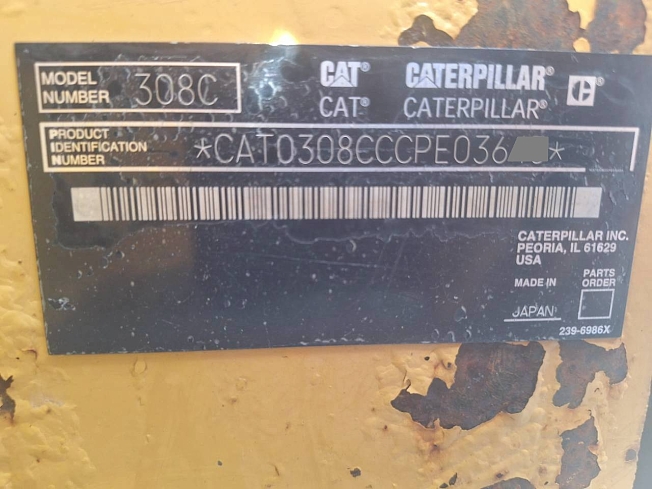 MODEL NUMBER 308C
CAT® CATERPILLAR® C
CAT® CATERPILLAR®
PRODUCT IDENTIFICATION NUMBER *CAT0308CCCPE036
CATERPILLAR INC.
PEORIA, IL 61629
USA
MADE IN
JAPAN
PARTS
ORDER
239-6986X